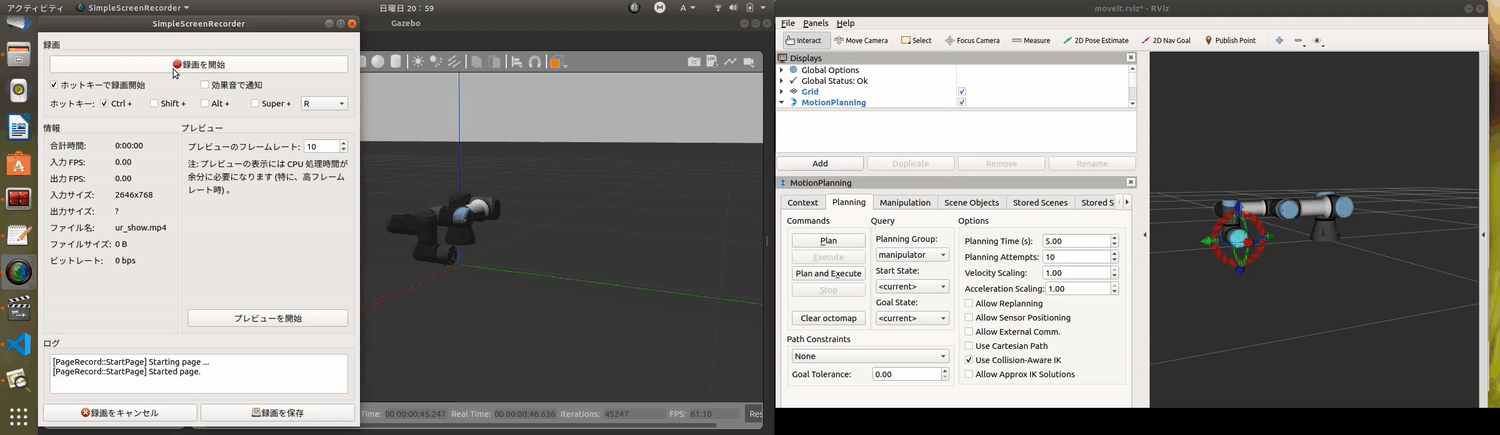 アクティビティ
SimpleScreenRecorder
日曜日 20：59
A
SimpleScreenRecorder
録画
録画を開始
ホットキーで録画開始
効果音で通知
ホットキー:
Ctrl +
Shift +
Alt +
Super +
R
情報
合計時間: 0:00:00
入力 FPS: 0.00
出力 FPS: 0.00
入力サイズ: 2646x768
出力サイズ: ?
ファイル名: ur_show.mp4
ファイルサイズ: 0 B
ビットレート: 0 bps
プレビュー
プレビューのフレームレート: 10
注: プレビューの表示には CPU 処理時間が
余分に必要になります (特に、高フレーム
レート時) 。
プレビューを開始
ログ
[PageRecord::StartPage] Starting page ...
[PageRecord::StartPage] Started page.
録画をキャンセル
録画を保存
Gazebo
Time: 00 00:00:45.247
Real Time: 00 00:00:46.636
Iterations: 45247
FPS: 61.10
Res
moveit.rviz* - RViz
File Panels Help
Interact
Move Camera
Select
Focus Camera
Measure
2D Pose Estimate
2D Nav Goal
Publish Point
Displays
Global Options
Global Status: Ok
Grid
MotionPlanning
Add
Duplicate
Remove
Rename
MotionPlanning
Context
Planning
Manipulation
Scene Objects
Stored Scenes
Stored S
Commands
Plan
Execute
Plan and Execute
Stop
Clear octomap
Query
Planning Group:
manipulator
Start State:
<current>
Goal State:
<current>
Options
Planning Time (s): 5.00
Planning Attempts: 10
Velocity Scaling: 1.00
Acceleration Scaling: 1.00
Allow Replanning
Allow Sensor Positioning
Allow External Comm.
Use Cartesian Path
Use Collision-Aware IK
Allow Approx IK Solutions
Path Constraints
None
Goal Tolerance: 0.00